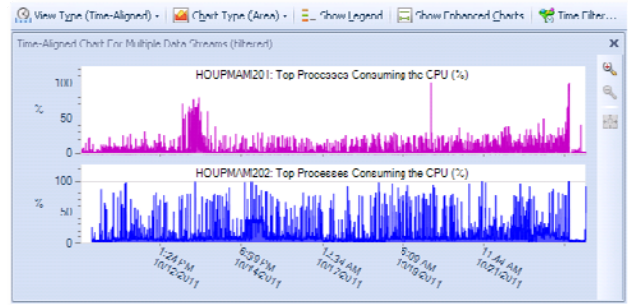 View Type (Time-Aligned) Chart Type (Area) Show Legend Show Enhanced Charts Time Filter...
Time-Aligned Chart For Multiple Data Streams (filtered)
HOUPMAM201: Top Processes Consuming the CPU (%)
100
%
50
0
HOUPMAM202: Top Processes Consuming the CPU (%)
100
%
50
0
1:24 PM
10/12/2011
6:59 PM
10/14/2011
12:34 AM
10/17/2011
6:09 AM
10/19/2011
11:44 AM
10/21/2011